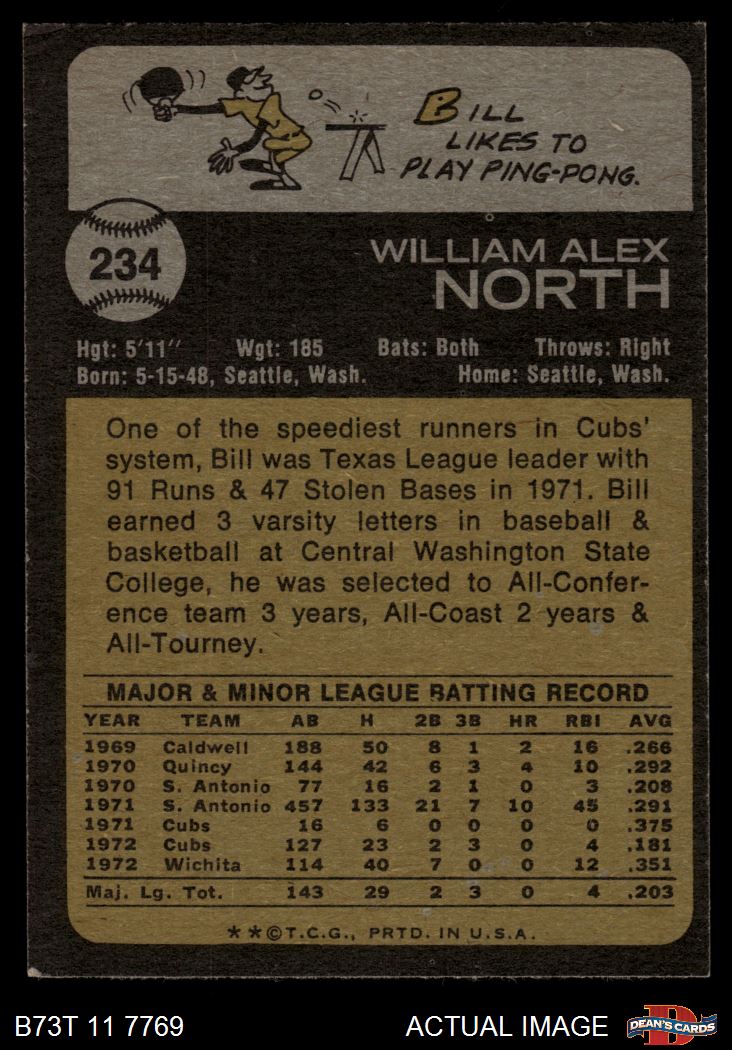 BILL
LIKES TO
PLAY PING-PONG.
234
WILLIAM ALEX
NORTH
Hgt: 5'11" Wgt: 185 Bats: Both Throws: Right
Born: 5-15-48, Seattle, Wash. Home: Seattle, Wash.
One of the speediest runners in Cubs'
system, Bill was Texas League leader with
91 Runs & 47 Stolen Bases in 1971. Bill
earned 3 varsity letters in baseball &
basketball at Central Washington State
College, he was selected to All-Confer-
ence team 3 years, All-Coast 2 years &
All-Tourney.
MAJOR & MINOR LEAGUE BATTING RECORD
YEAR TEAM AB H 2B 3B HR RBI AVG
1969 Caldwell 188 50 8 1 2 16 .266
1970 Quincy 144 42 6 3 4 10 .292
1970 S. Antonio 77 16 2 1 0 3 .208
1971 S. Antonio 457 133 21 7 10 45 .291
1971 Cubs 16 6 0 0 0 0 .375
1972 Cubs 127 23 2 3 0 4 .181
1972 Wichita 114 40 7 0 0 12 .351
Maj. Lg. Tot. 143 29 2 3 0 4 .203
**©T.C.G., PRTD. IN U.S.A.
B73T 11 7769 ACTUAL IMAGE
D
DEAN'S CARDS